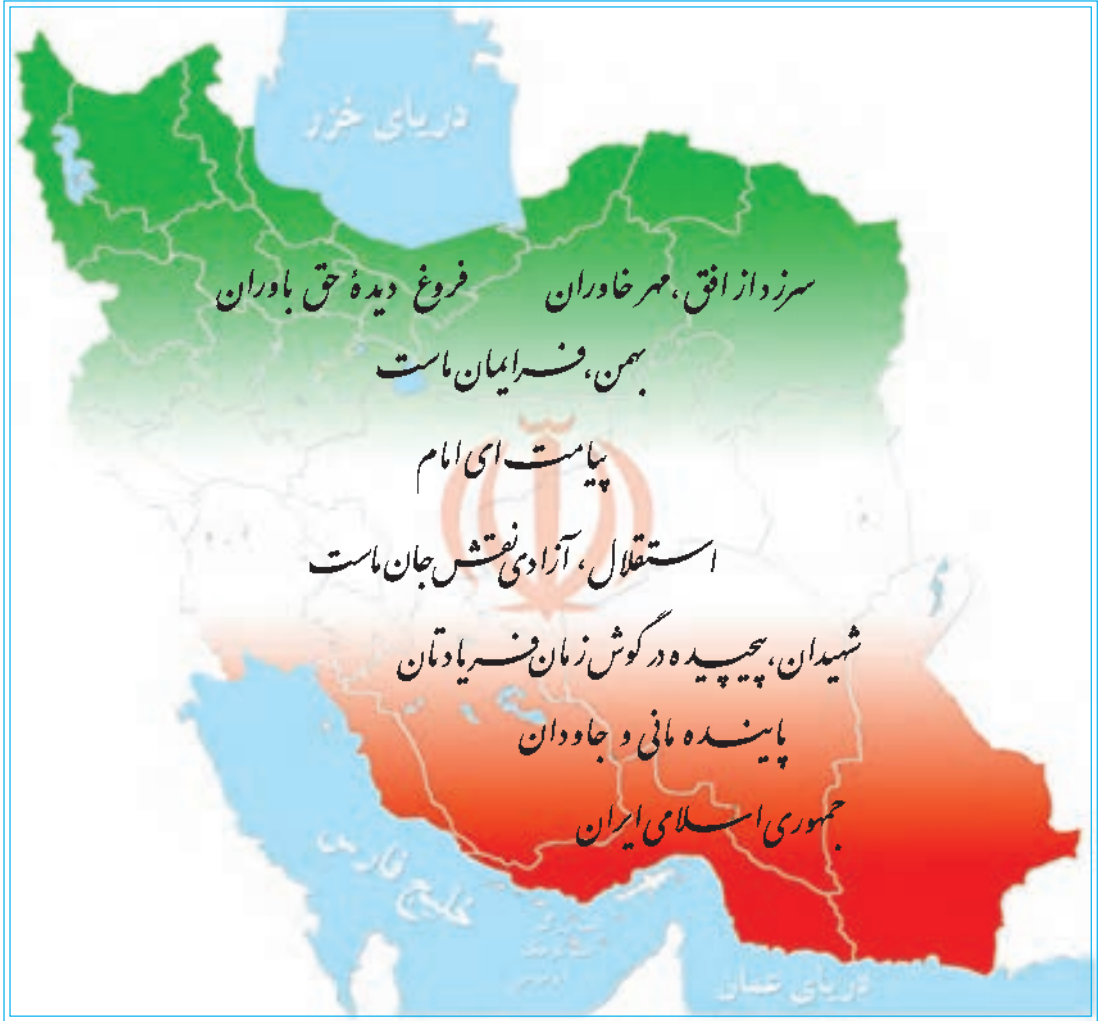 دریای خزر
سر زد از افق، مهر خاوران فروغ دیدهٔ حق باوران
بهمن، فر ایمان ماست
پیامت ای امام
استقلال، آزادی نقش جان ماست
شهیدان، پیچیده در گوش زمان فریادتان
پاینده مانی و جاودان
جمهوری اسلامی ایران
خلیج فارس
دریای عمان